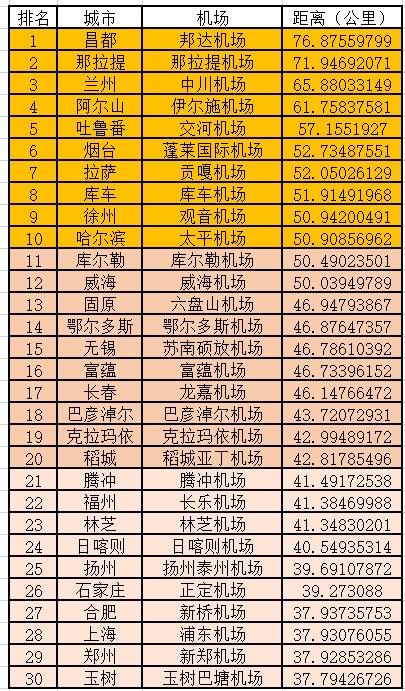 排名 城市 机场 距离（公里）
1 昌都 邦达机场 76.87559799
2 那拉提 那拉提机场 71.94692071
3 兰州 中川机场 65.88033149
4 阿尔山 伊尔施机场 61.75837581
5 吐鲁番 交河机场 57.1551927
6 烟台 蓬莱国际机场 52.73487551
7 拉萨 贡嘎机场 52.05026129
8 库车 库车机场 51.91491968
9 徐州 观音机场 50.94200491
10 哈尔滨 太平机场 50.90856962
11 库尔勒 库尔勒机场 50.49023501
12 威海 威海机场 50.03949789
13 固原 六盘山机场 46.94793867
14 鄂尔多斯 鄂尔多斯机场 46.87647357
15 无锡 苏南硕放机场 46.78610392
16 富蕴 富蕴机场 46.73396152
17 长春 龙嘉机场 46.14766472
18 巴彦淖尔 巴彦淖尔机场 43.72072931
19 克拉玛依 克拉玛依机场 42.99489172
20 稻城 稻城亚丁机场 42.81785496
21 腾冲 腾冲机场 41.49172538
22 福州 长乐机场 41.38469988
23 林芝 林芝机场 41.34830201
24 日喀则 日喀则机场 40.54935314
25 扬州 扬州泰州机场 39.69107872
26 石家庄 正定机场 39.273088
27 合肥 新桥机场 37.93735753
28 上海 浦东机场 37.93076055
29 郑州 新郑机场 37.92853286
30 玉树 玉树巴塘机场 37.79426726